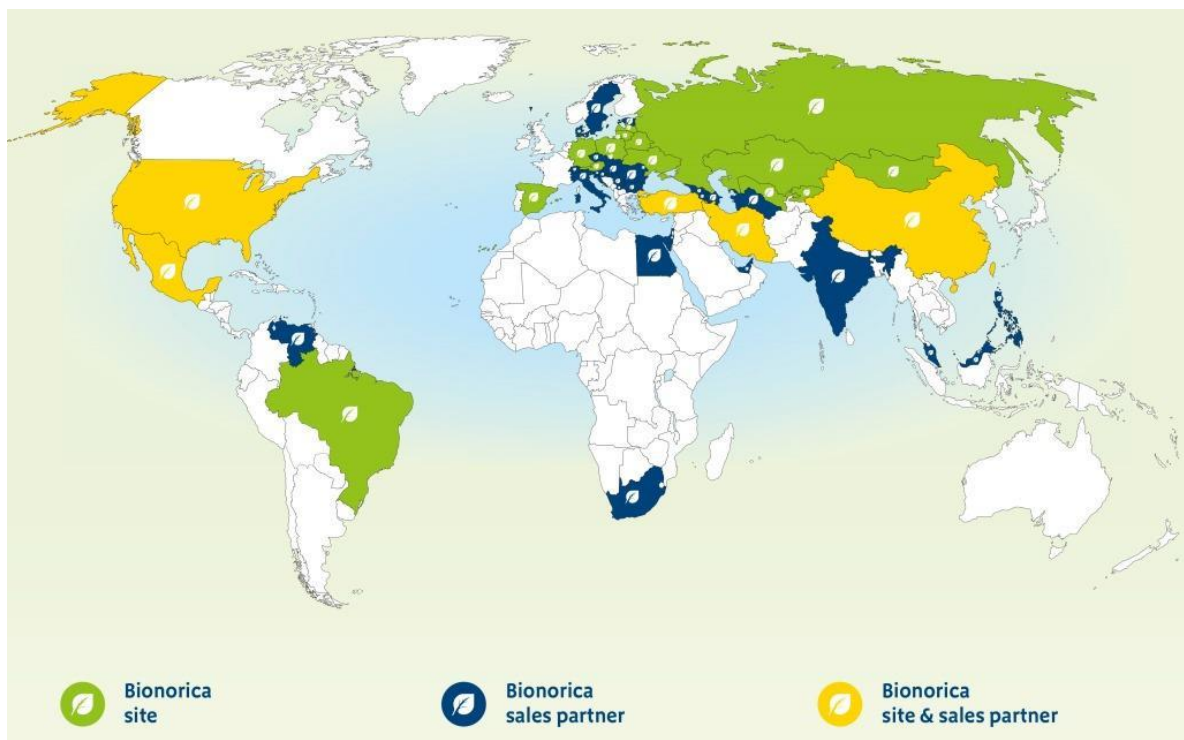 Bionorica
site
Bionorica
sales partner
Bionorica
site & sales partner